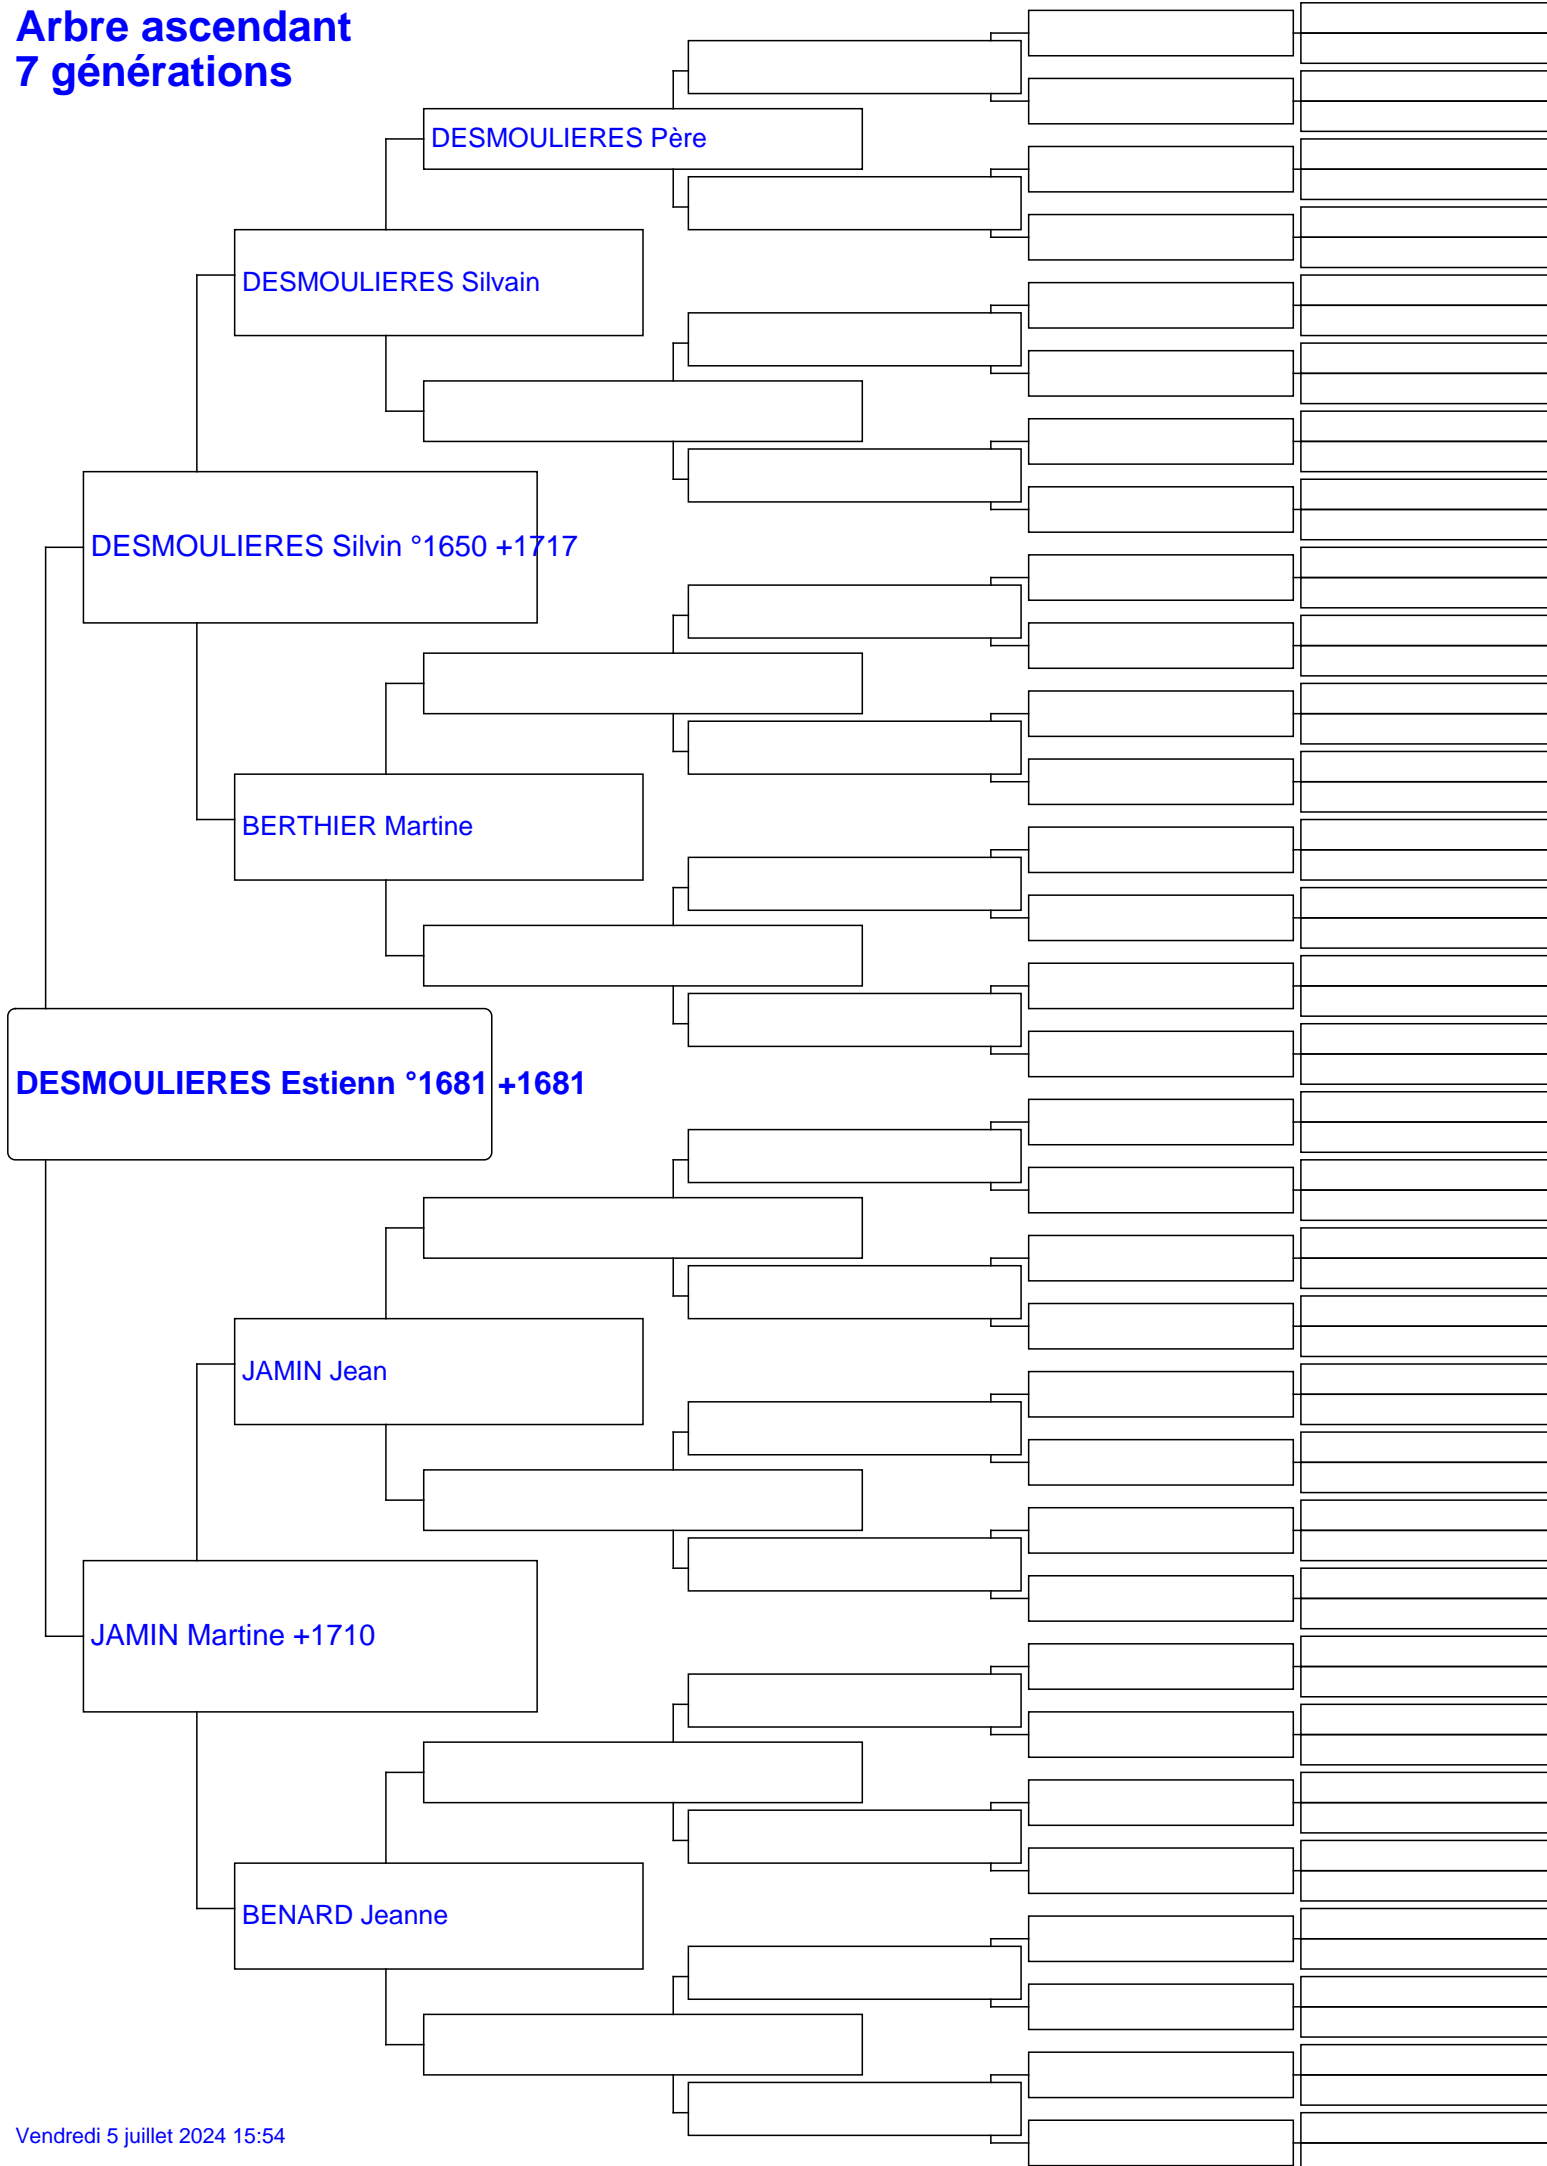 Arbre ascendant
7 générations
DESMOULIERES Père
DESMOULIERES Silvain
DESMOULIERES Silvin °1650 +1717
BERTHIER Martine
DESMOULIERES Estienn °1681 +1681
JAMIN Jean
JAMIN Martine +1710
BENARD Jeanne
Vendredi 5 juillet 2024 15:54